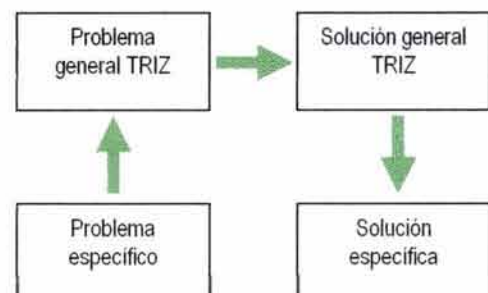 Problema
general TRIZ
Solución general
TRIZ
Problema
específico
Solución
específica